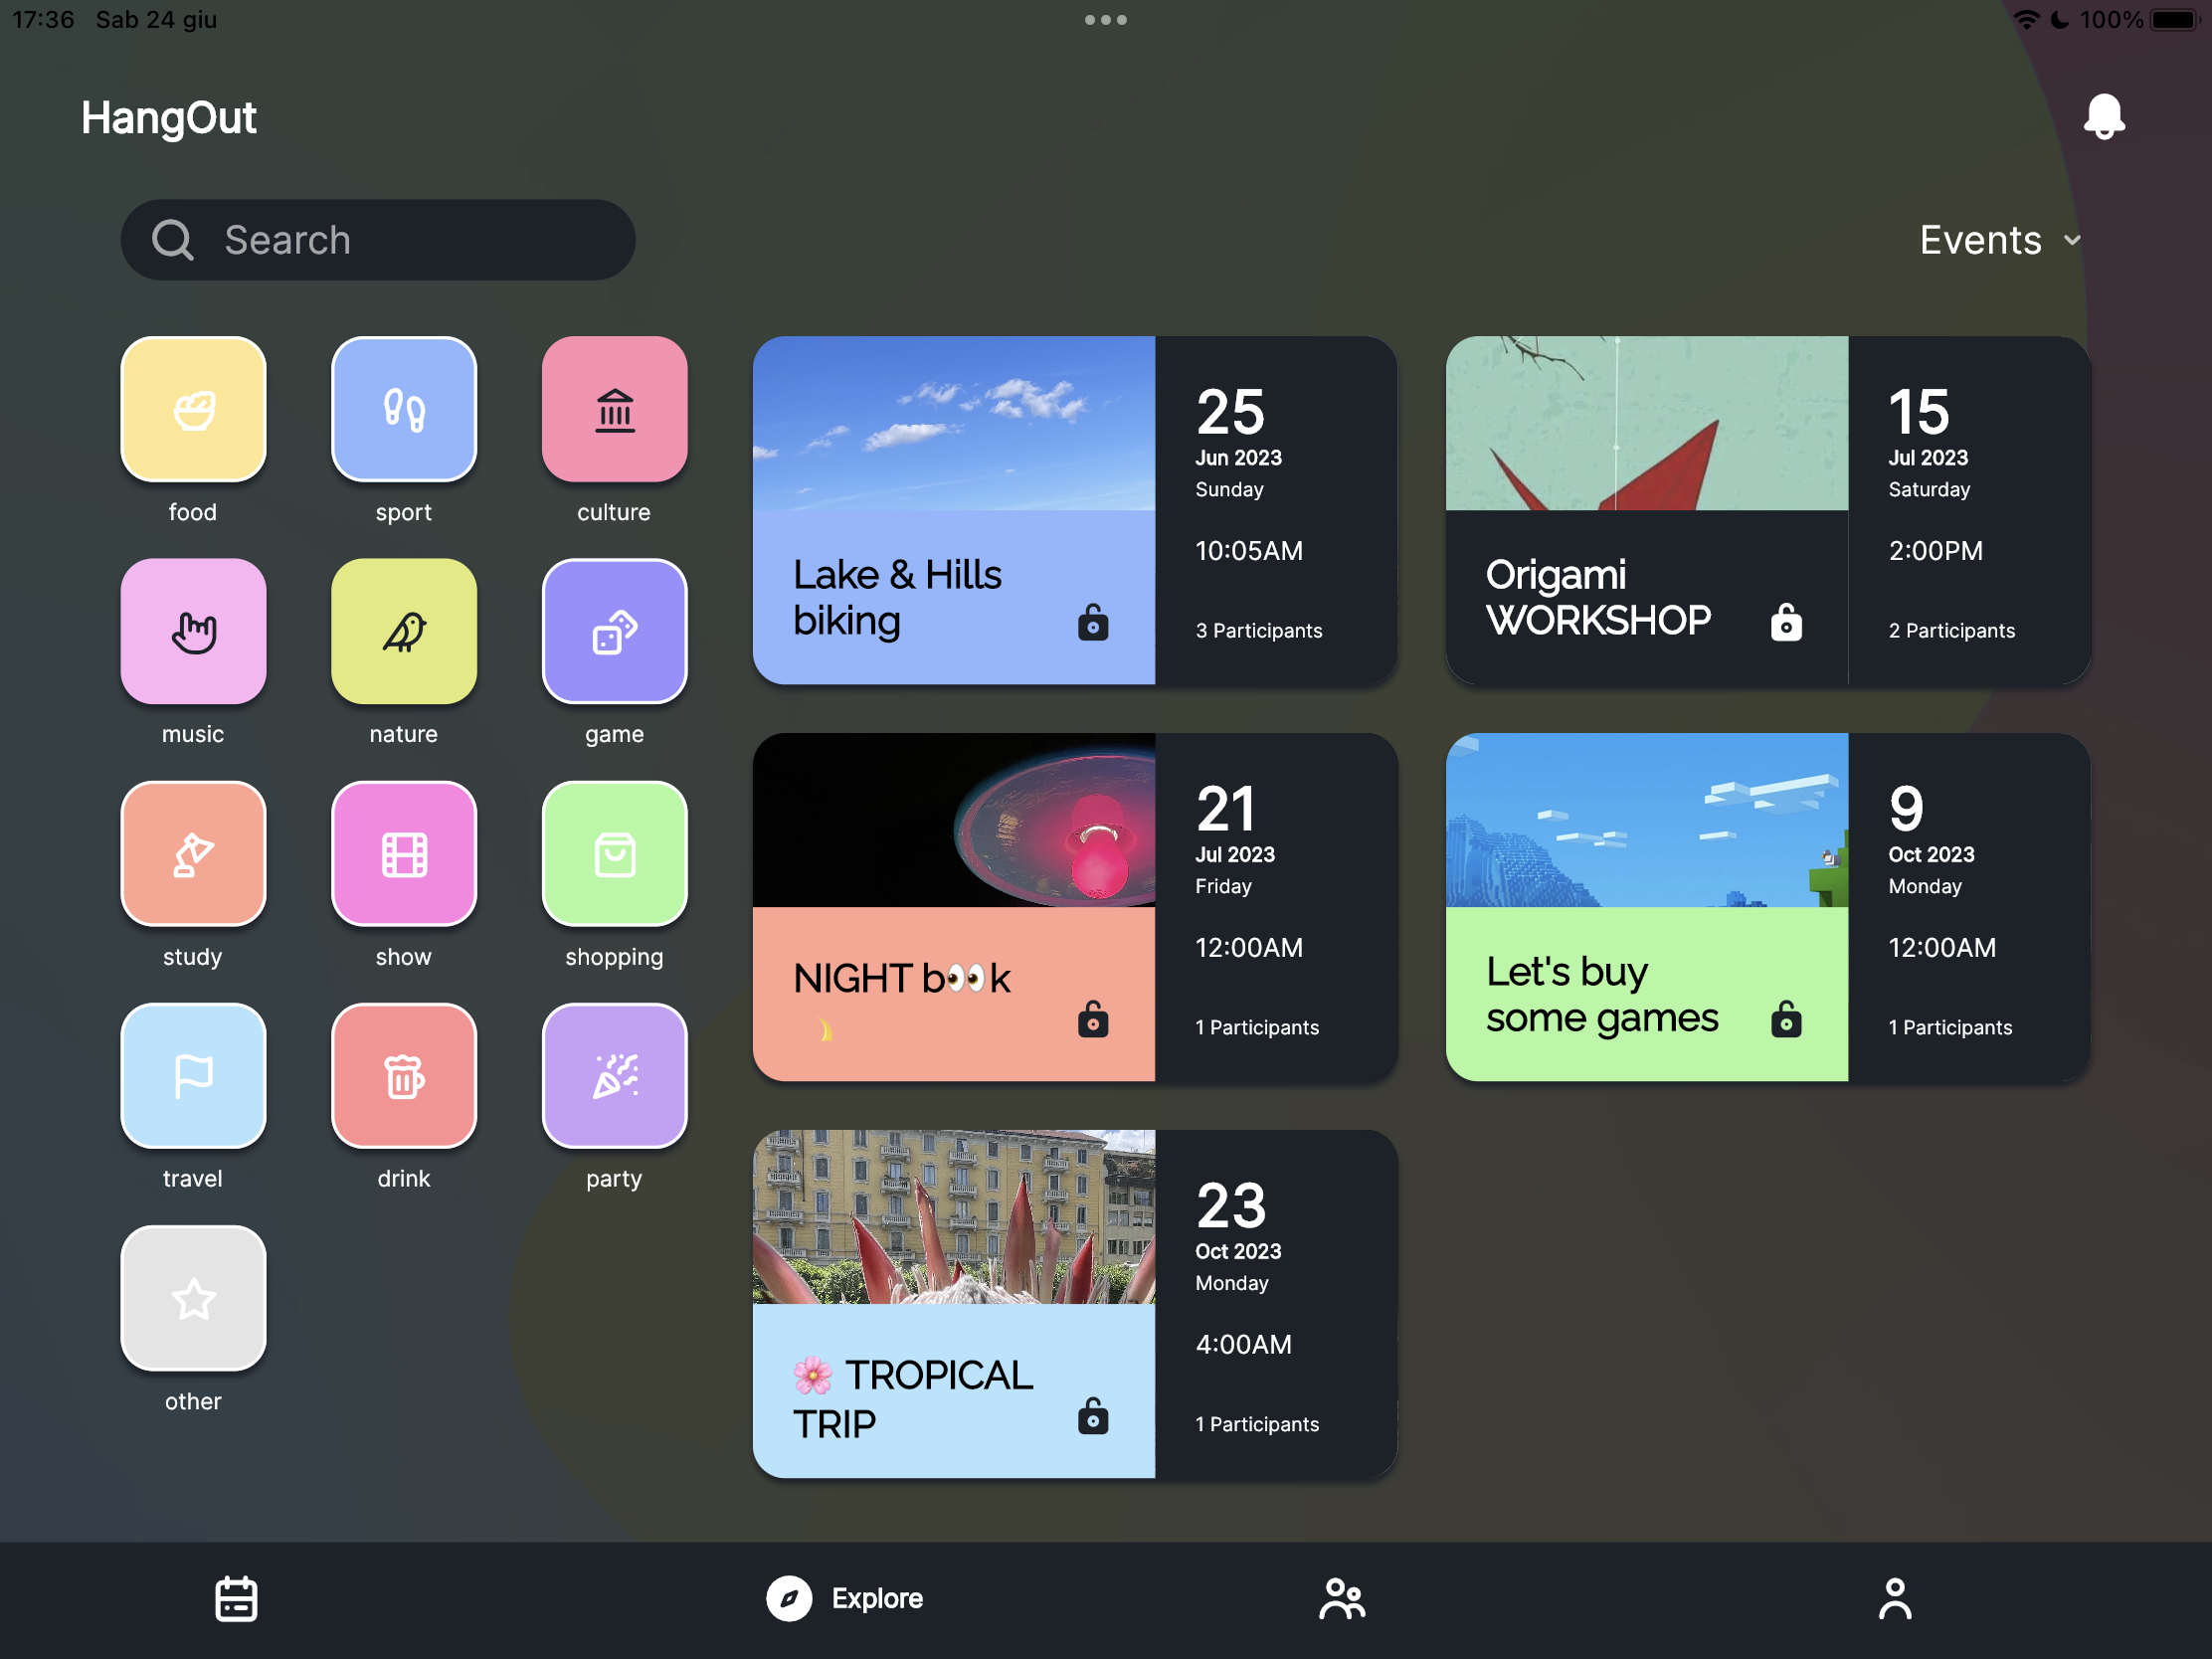 17:36 Sab 24 giu
100%
HangOut
Search
Events
food
sport
culture
music
nature
game
study
show
shopping
travel
drink
party
other
Lake & Hills
biking
25
Jun 2023
Sunday
10:05AM
3 Participants
Origami
WORKSHOP
15
Jul 2023
Saturday
2:00PM
2 Participants
NIGHT b👀k
🌛
21
Jul 2023
Friday
12:00AM
1 Participants
Let's buy
some games
9
Oct 2023
Monday
12:00AM
1 Participants
🌸 TROPICAL
TRIP
23
Oct 2023
Monday
4:00AM
1 Participants
Explore